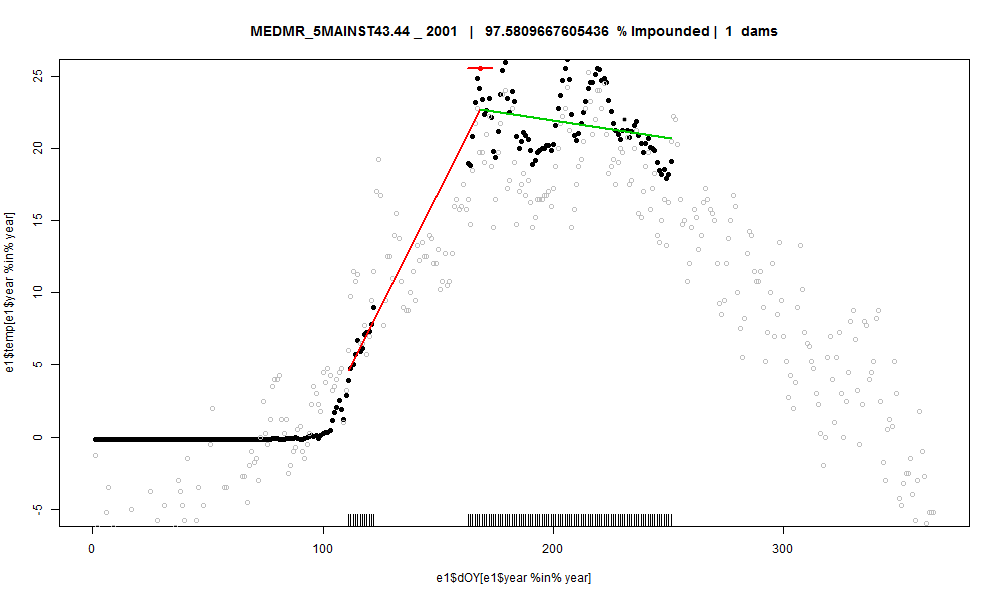 MEDMR_5MAINST43.44 _ 2001 | 97.5809667605436 % Impounded | 1 dams
e1$temp[e1$year %in% year]
25
20
15
10
5
0
-5
0 100 200 300
e1$dOY[e1$year %in% year]